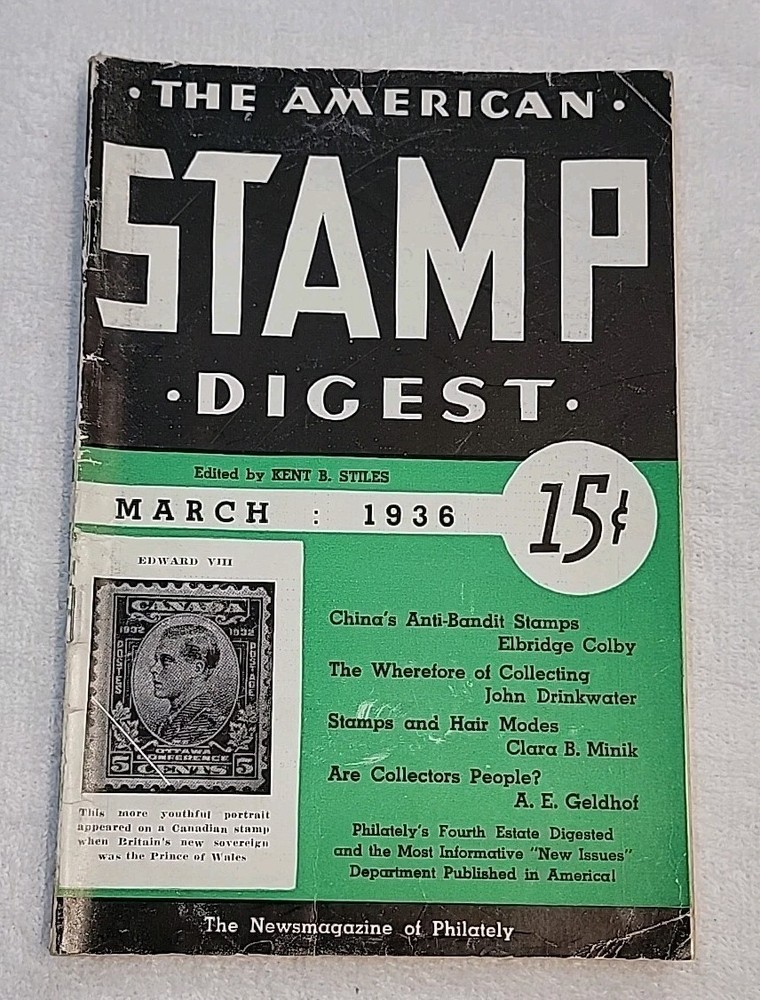 · THE AMERICAN ·
STAMP
· DIGEST ·
Edited by KENT B. STILES
MARCH : 1936
15¢
EDWARD VIII
CANADA
1932 1932
POSTES POSTAGE
OTTAWA
CONFERENCE
5 CENTS 5
This more youthful portrait
appeared on a Canadian stamp
when Britain's new sovereign
was the Prince of Wales
China's Anti-Bandit Stamps
Elbridge Colby
The Wherefore of Collecting
John Drinkwater
Stamps and Hair Modes
Clara B. Minik
Are Collectors People?
A. E. Geldhof
Philately's Fourth Estate Digested
and the Most Informative "New Issues"
Department Published in America!
The Newsmagazine of Philately